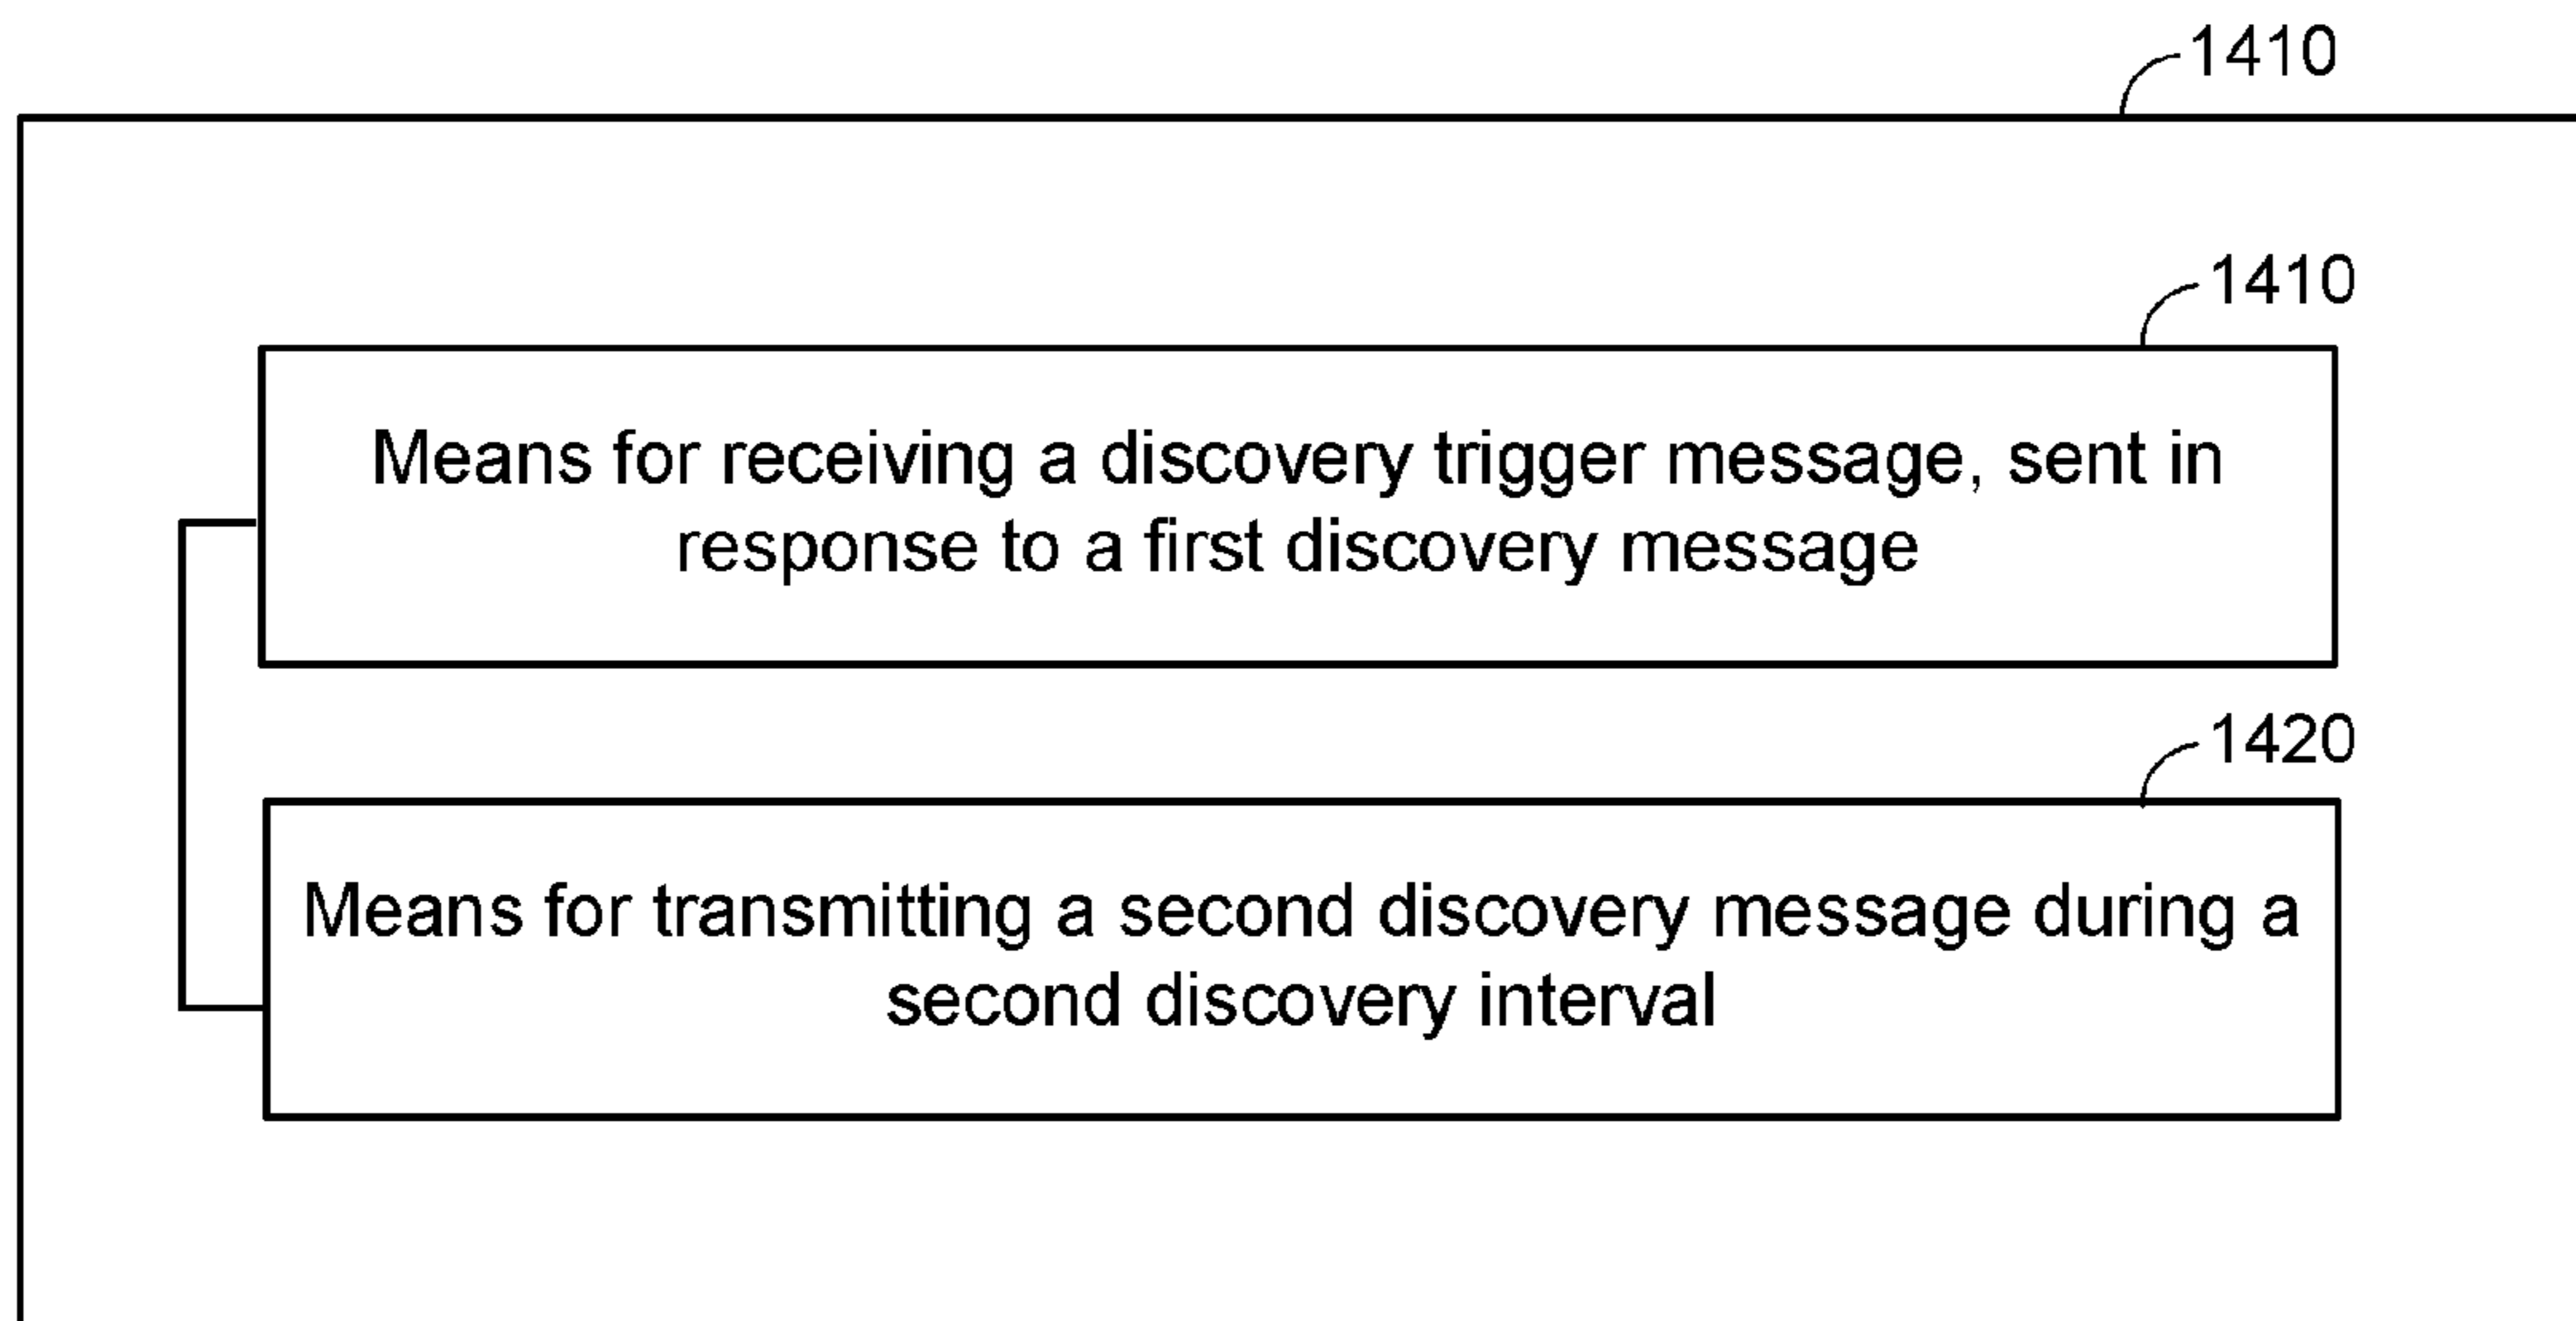 1410
1410
Means for receiving a discovery trigger message, sent in
response to a first discovery message
1420
Means for transmitting a second discovery message during a
second discovery interval